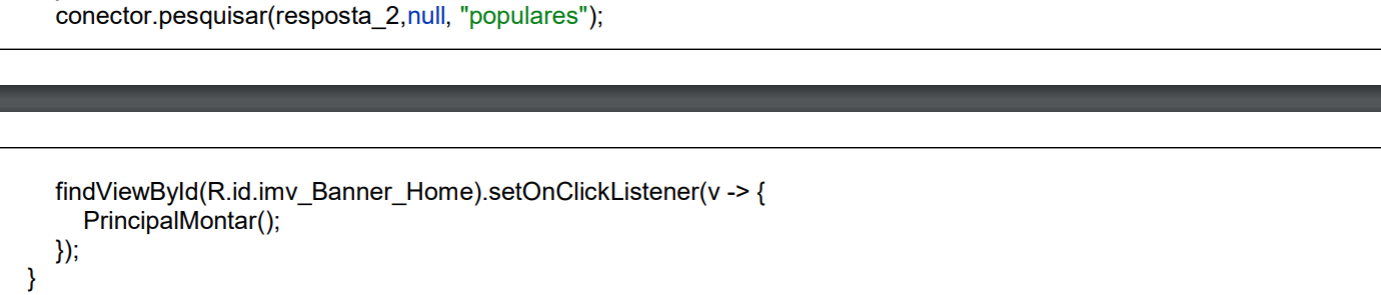 conector.pesquisar(resposta_2,null, "populares");
findViewById(R.id.imv_Banner_Home).setOnClickListener(v -> {
PrincipalMontar();
});
}